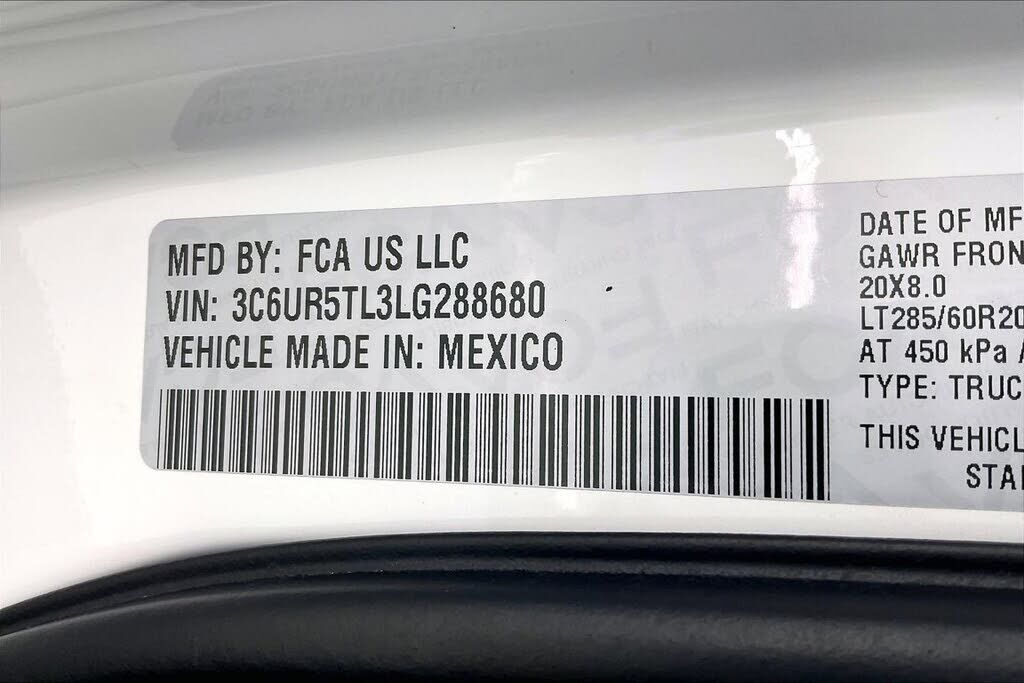 MFD BY: FCA US LLC
VIN: 3C6UR5TL3LG288680
VEHICLE MADE IN: MEXICO
DATE OF MF
GAWR FRON
20X8.0
LT285/60R20
AT 450 kPa
TYPE: TRUC
THIS VEHICL
STA